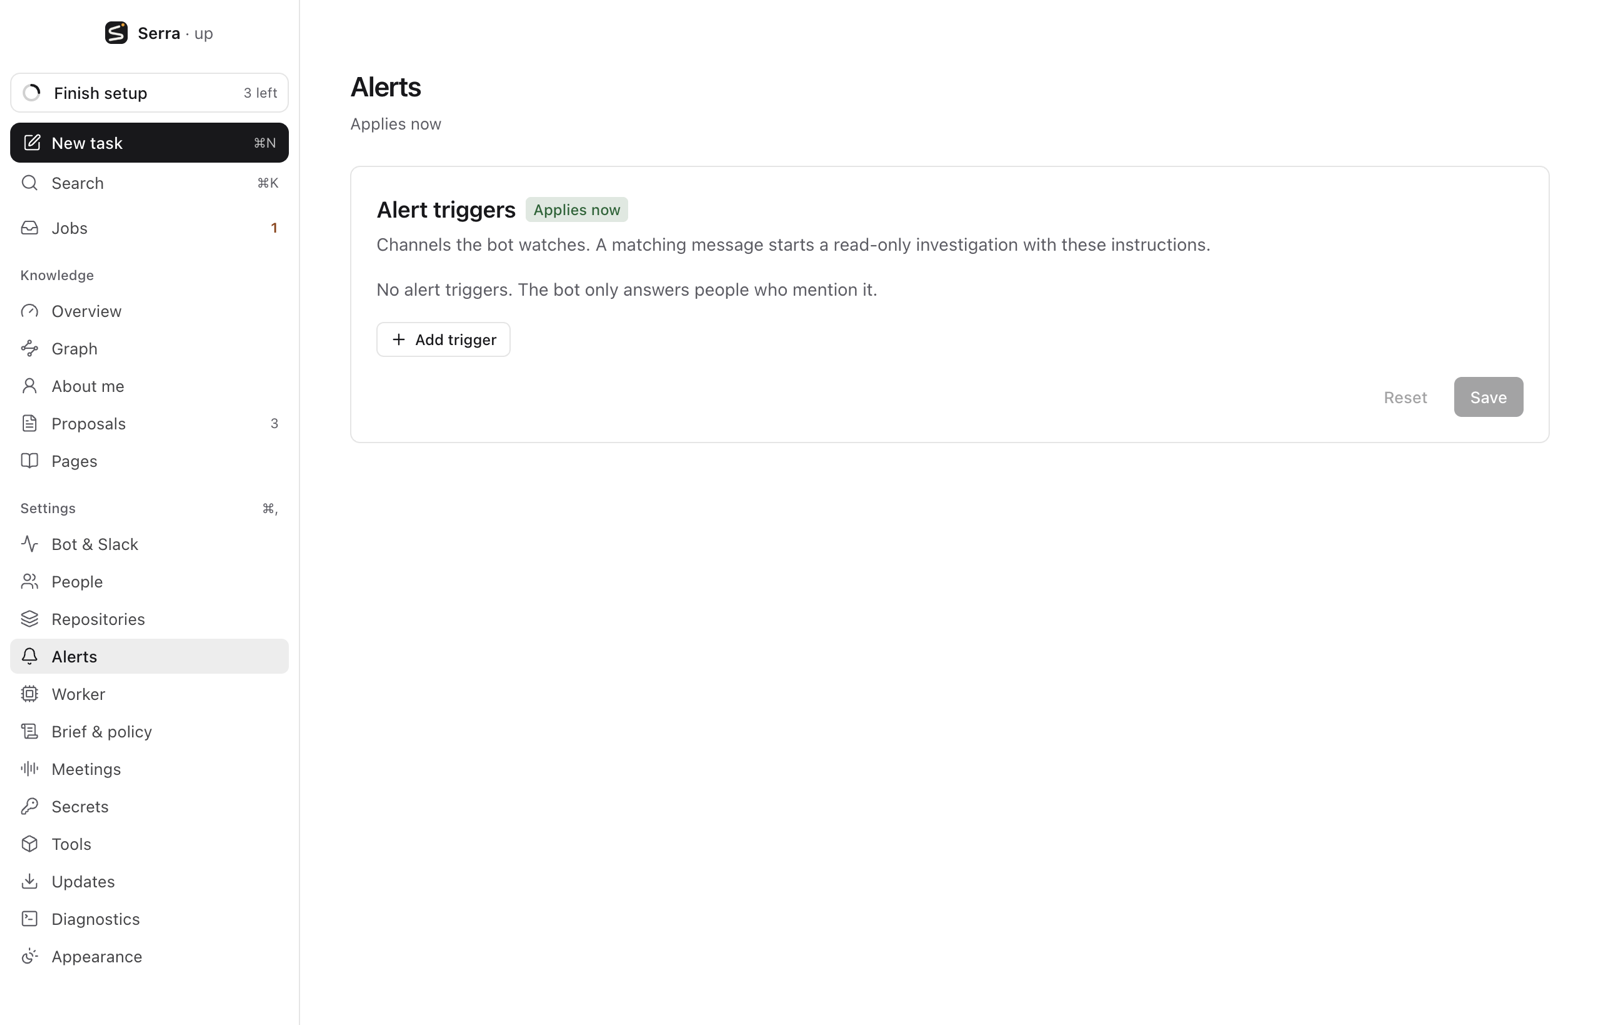 Serra · up
Finish setup 3 left
New task ⌘N
Search ⌘K
Jobs 1
Knowledge
Overview
Graph
About me
Proposals 3
Pages
Settings ⌘,
Bot & Slack
People
Repositories
Alerts
Worker
Brief & policy
Meetings
Secrets
Tools
Updates
Diagnostics
Appearance
Alerts
Applies now
Alert triggers Applies now
Channels the bot watches. A matching message starts a read-only investigation with these instructions.
No alert triggers. The bot only answers people who mention it.
+ Add trigger
Reset Save